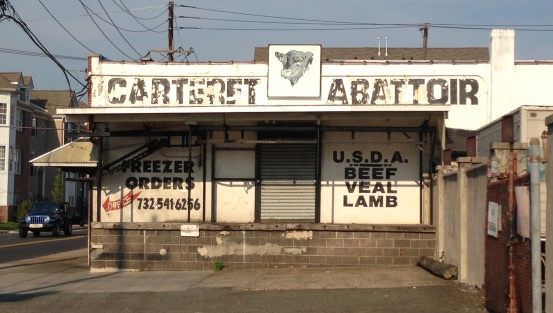 CARTERET ABATTOIR
FREEZER
ORDERS
732-541-6256
U.S.D.A.
BEEF
VEAL
LAMB